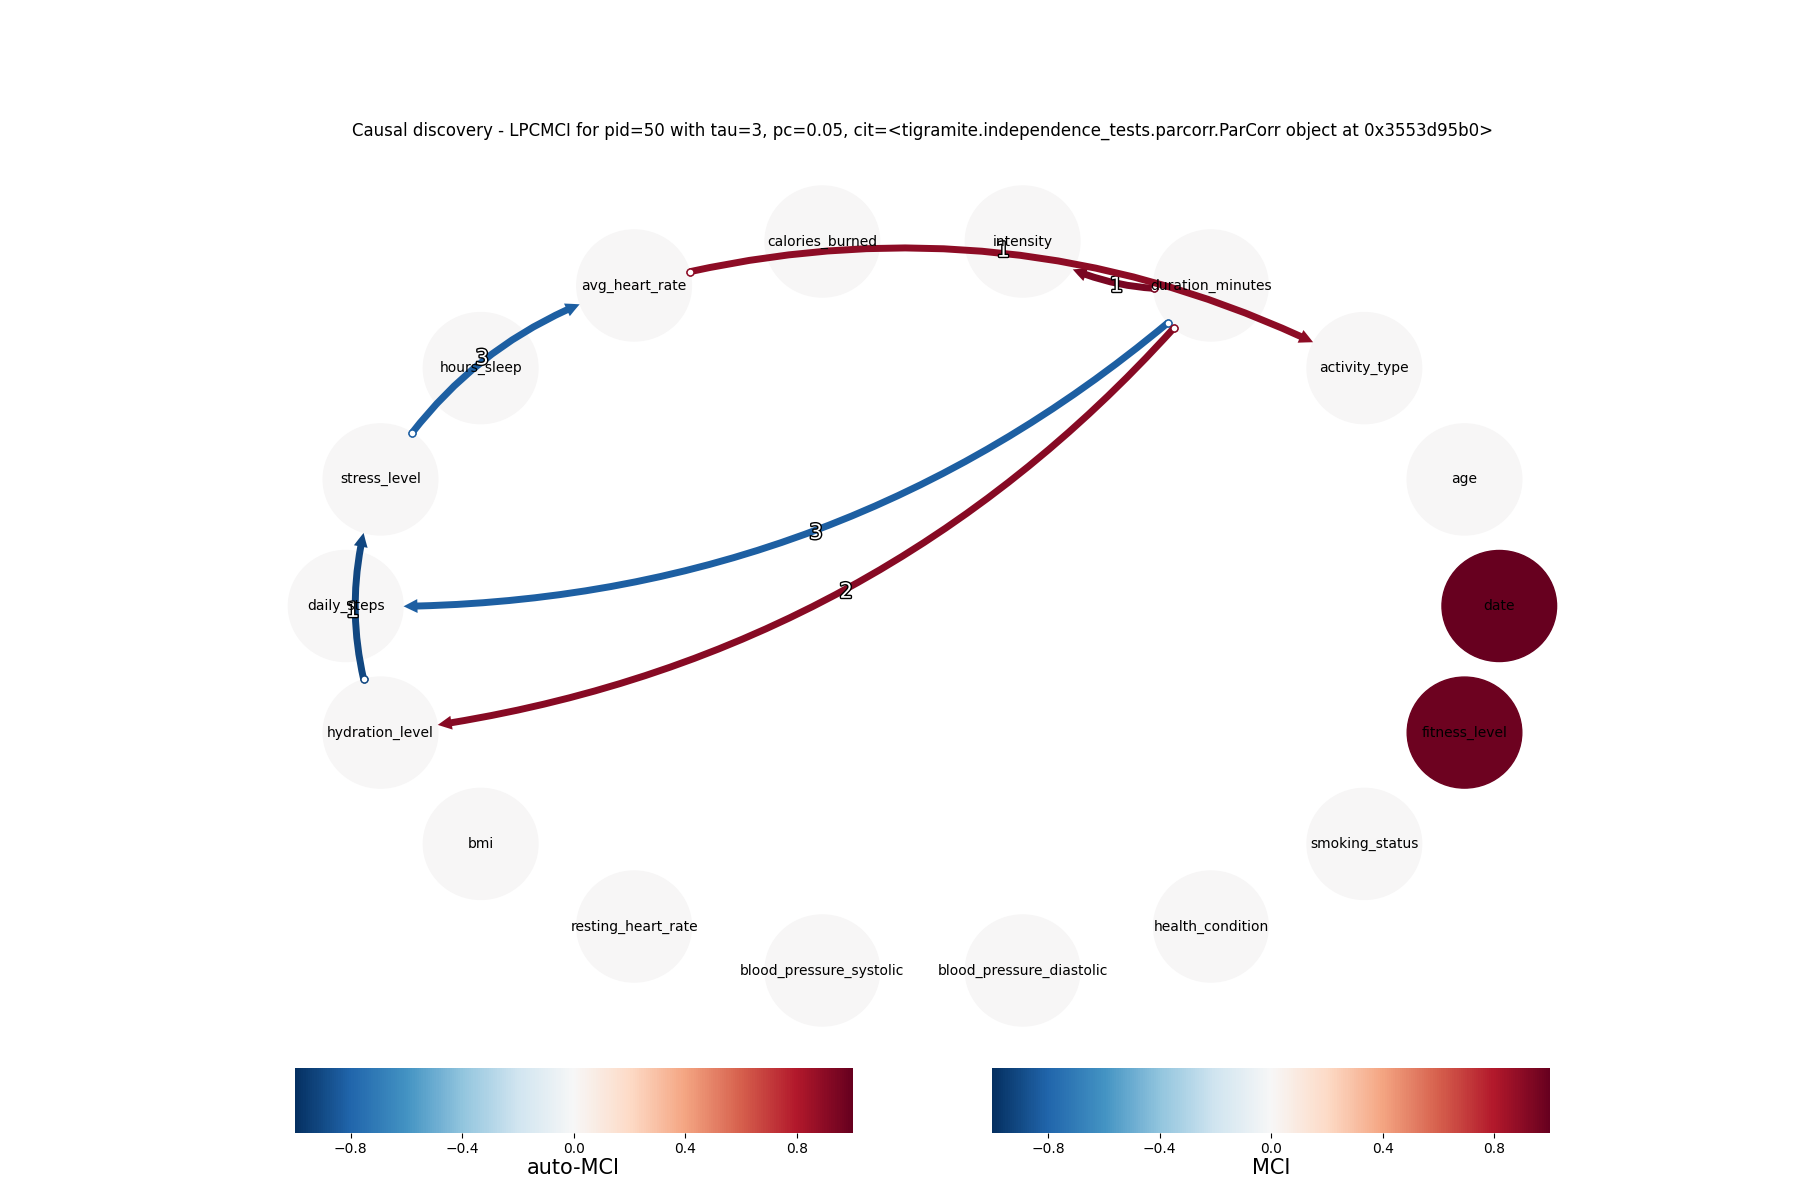 Causal discovery - LPCMCI for pid=50 with tau=3, pc=0.05, cit=<tigramite.independence_tests.parcorr.ParCorr object at 0x3553d95b0>
calories_burned
intensity
1
avg_heart_rate
1
duration_minutes
3
hours_sleep
activity_type
stress_level
age
3
2
daily_steps
1
date
hydration_level
fitness_level
bmi
smoking_status
resting_heart_rate
health_condition
blood_pressure_systolic
blood_pressure_diastolic
−0.8 −0.4 0.0 0.4 0.8
auto-MCI
−0.8 −0.4 0.0 0.4 0.8
MCI